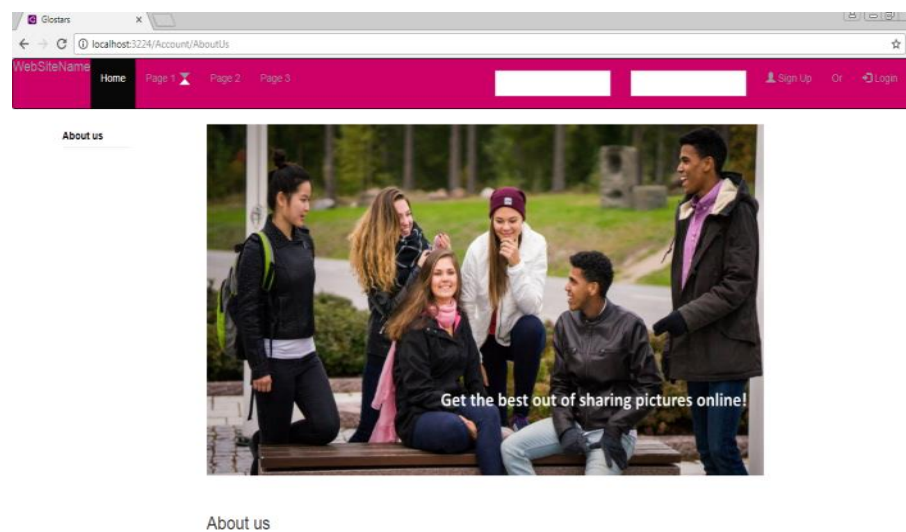 Glostars
localhost:3224/Account/AboutUs
WebSiteName Home Page 1 Page 2 Page 3 Sign Up Or Login
About us
Get the best out of sharing pictures online!
About us